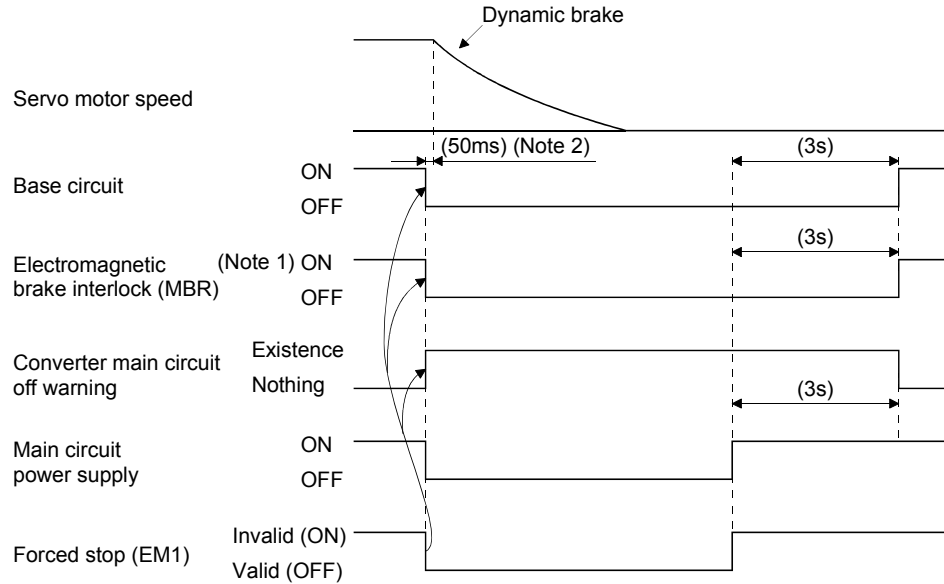 Dynamic brake
Servo motor speed
(50ms) (Note 2)
(3s)
Base circuit
ON
OFF
(3s)
Electromagnetic
brake interlock (MBR)
(Note 1) ON
OFF
Converter main circuit
off warning
Existence
Nothing
(3s)
Main circuit
power supply
ON
OFF
Forced stop (EM1)
Invalid (ON)
Valid (OFF)